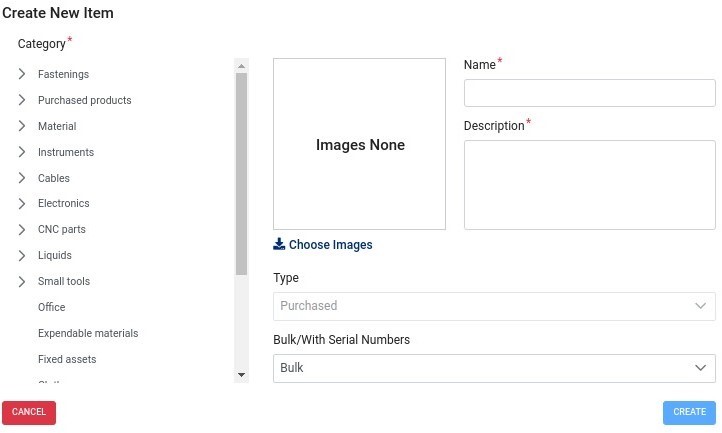 Create New Item
Category*
Fastenings
Purchased products
Material
Instruments
Cables
Electronics
CNC parts
Liquids
Small tools
Office
Expendable materials
Fixed assets
Images None
Choose Images
Name*
Description*
Type
Purchased
Bulk/With Serial Numbers
Bulk
CANCEL
CREATE